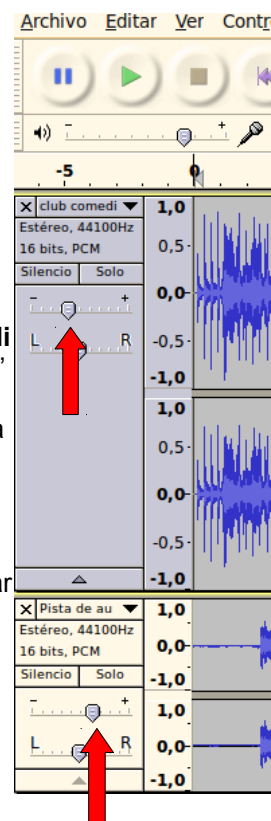 Archivo Editar Ver Contr
- +
-5 0
club comedi
Estéreo, 44100Hz
16 bits, PCM
Silencio Solo
- +
L R
1,0
0,5
0,0
-0,5
-1,0
1,0
0,5
0,0
-0,5
-1,0
di
”
a
ar
Pista de au
Estéreo, 44100Hz
16 bits, PCM
Silencio Solo
- +
L R
1,0
0,0
-1,0
1,0
0,0
-1,0